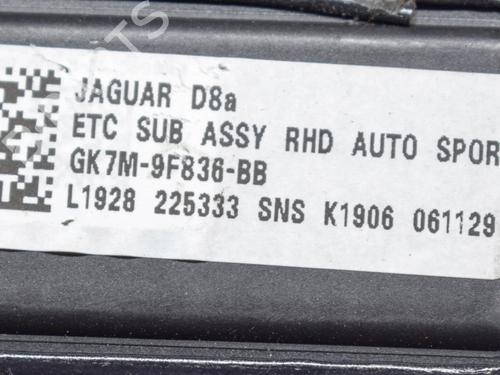 JAGUAR D8a
ETC SUB ASSY RHD AUTO SPOR
GK7M-9F836-BB
L1928 225333 SNS K1906 061129